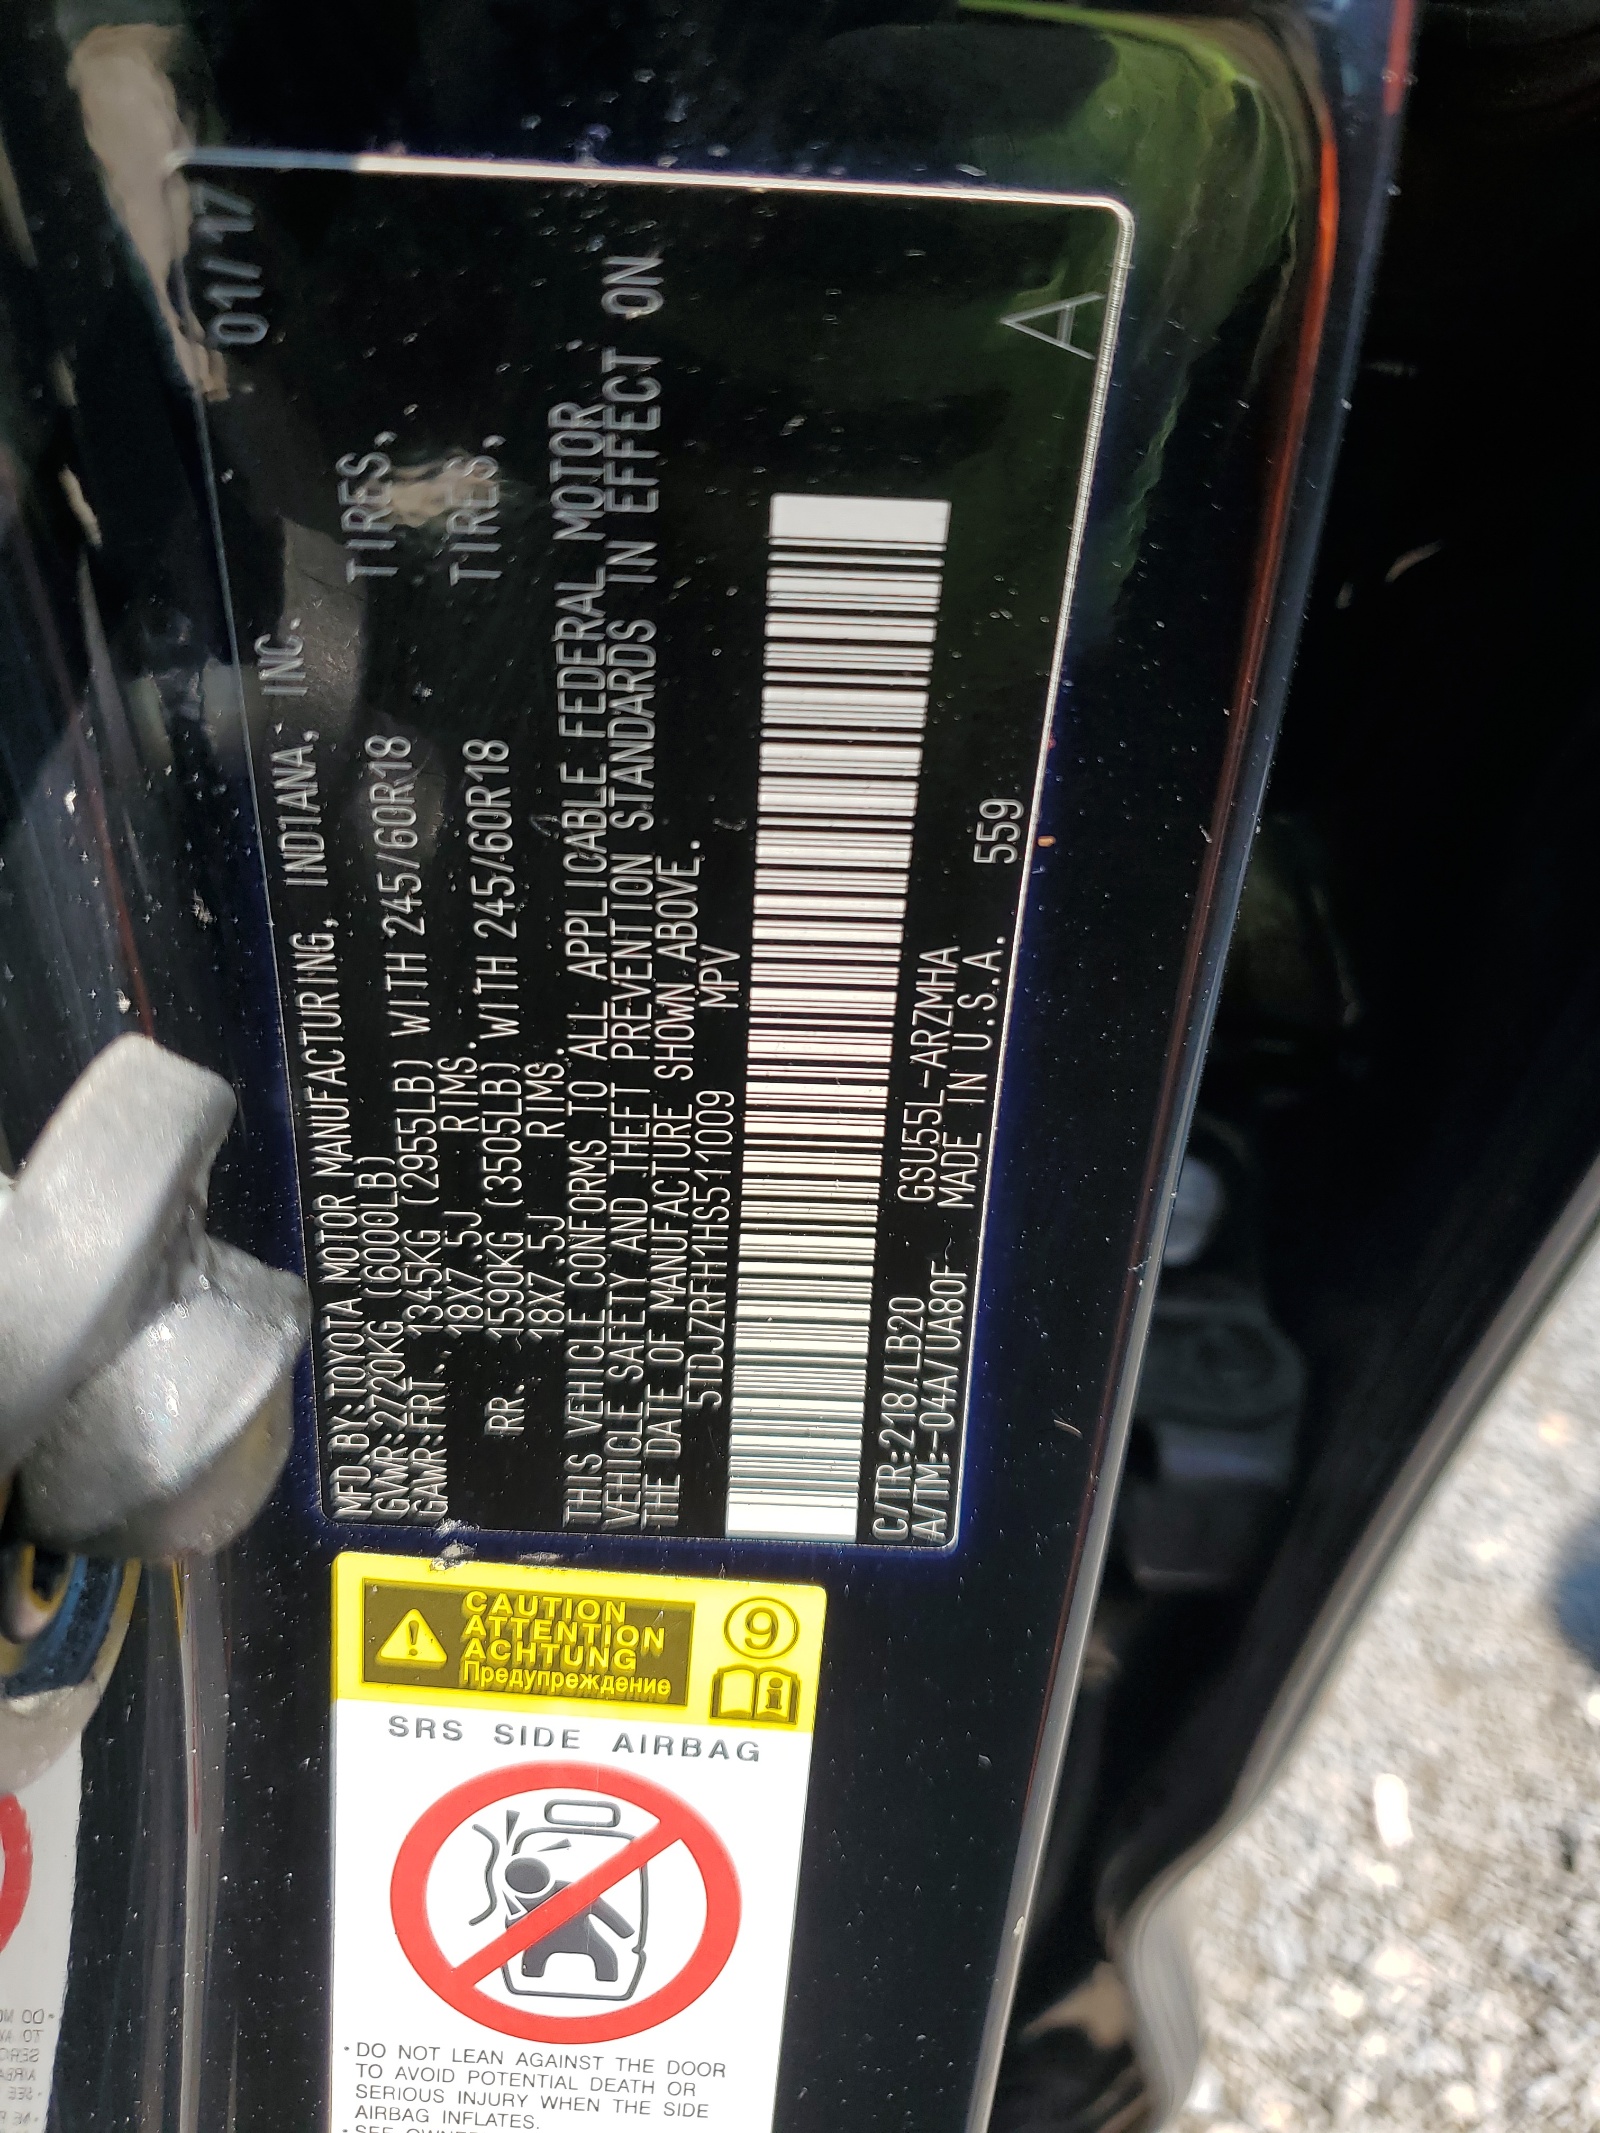 01/17
MFD.BY:TOYOTA MOTOR MANUFACTURING, INDIANA, INC.
GVWR:2720KG (6000LB)
GAWR:FRT. 1345KG (2955LB) WITH 245/60R18 TIRES,
18X7.5J RIMS.
RR. 1590KG (3505LB) WITH 245/60R18 TIRES,
18X7.5J RIMS.
THIS VEHICLE CONFORMS TO ALL APPLICABLE FEDERAL MOTOR
VEHICLE SAFETY AND THEFT PREVENTION STANDARDS IN EFFECT ON
THE DATE OF MANUFACTURE SHOWN ABOVE.
5TDJZRFH1HS511009 MPV
C/TR:218/LB20 GSU55L-ARZMHA
A/TM:-04A/UA80F MADE IN U.S.A. 559
A
CAUTION
ATTENTION
ACHTUNG
Предупреждение
9
SRS SIDE AIRBAG
•DO NOT LEAN AGAINST THE DOOR
TO AVOID POTENTIAL DEATH OR
SERIOUS INJURY WHEN THE SIDE
AIRBAG INFLATES.
•SEE